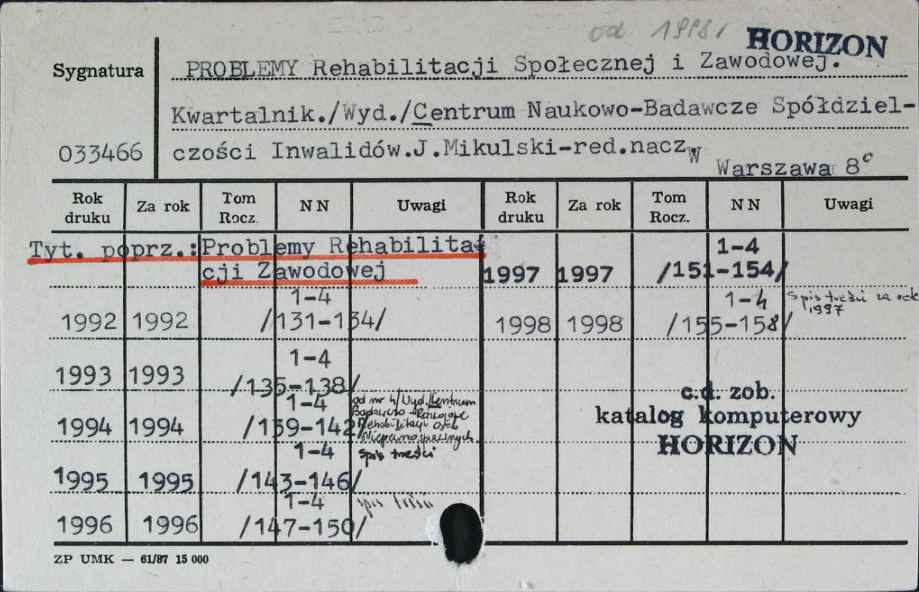 od 1998r HORIZON
Sygnatura
PROBLEMY Rehabilitacji Społecznej i Zawodowej.
Kwartalnik./Wyd./Centrum Naukowo-Badawcze Spółdziel-
033466 czości Inwalidów.J.Mikulski-red.nacz.
W Warszawa 8°
Rok druku Za rok Tom Rocz. NN Uwagi Rok druku Za rok Tom Rocz. NN Uwagi
Tyt. poprz.:Problemy Rehabilita-
cji Zawodowej
1-4
1997 1997 /151-154/
1-4
1992 1992 /131-134/
1-4 Spis treści za rok 1997
1998 1998 /155-158/
1-4
1993 1993 /135-138/
1-4 od nr 4/Wyd./Centrum
Badawczo-
Rehabilitacji Osób
Niepełnosprawnych
1994 1994 /139-142/
1-4 Spis treści
1995 1995 /143-146/
1-4 spis treści
1996 1996 /147-150/
c.d. zob.
katalog komputerowy
HORIZON
ZP UMK — 61/87 15 000